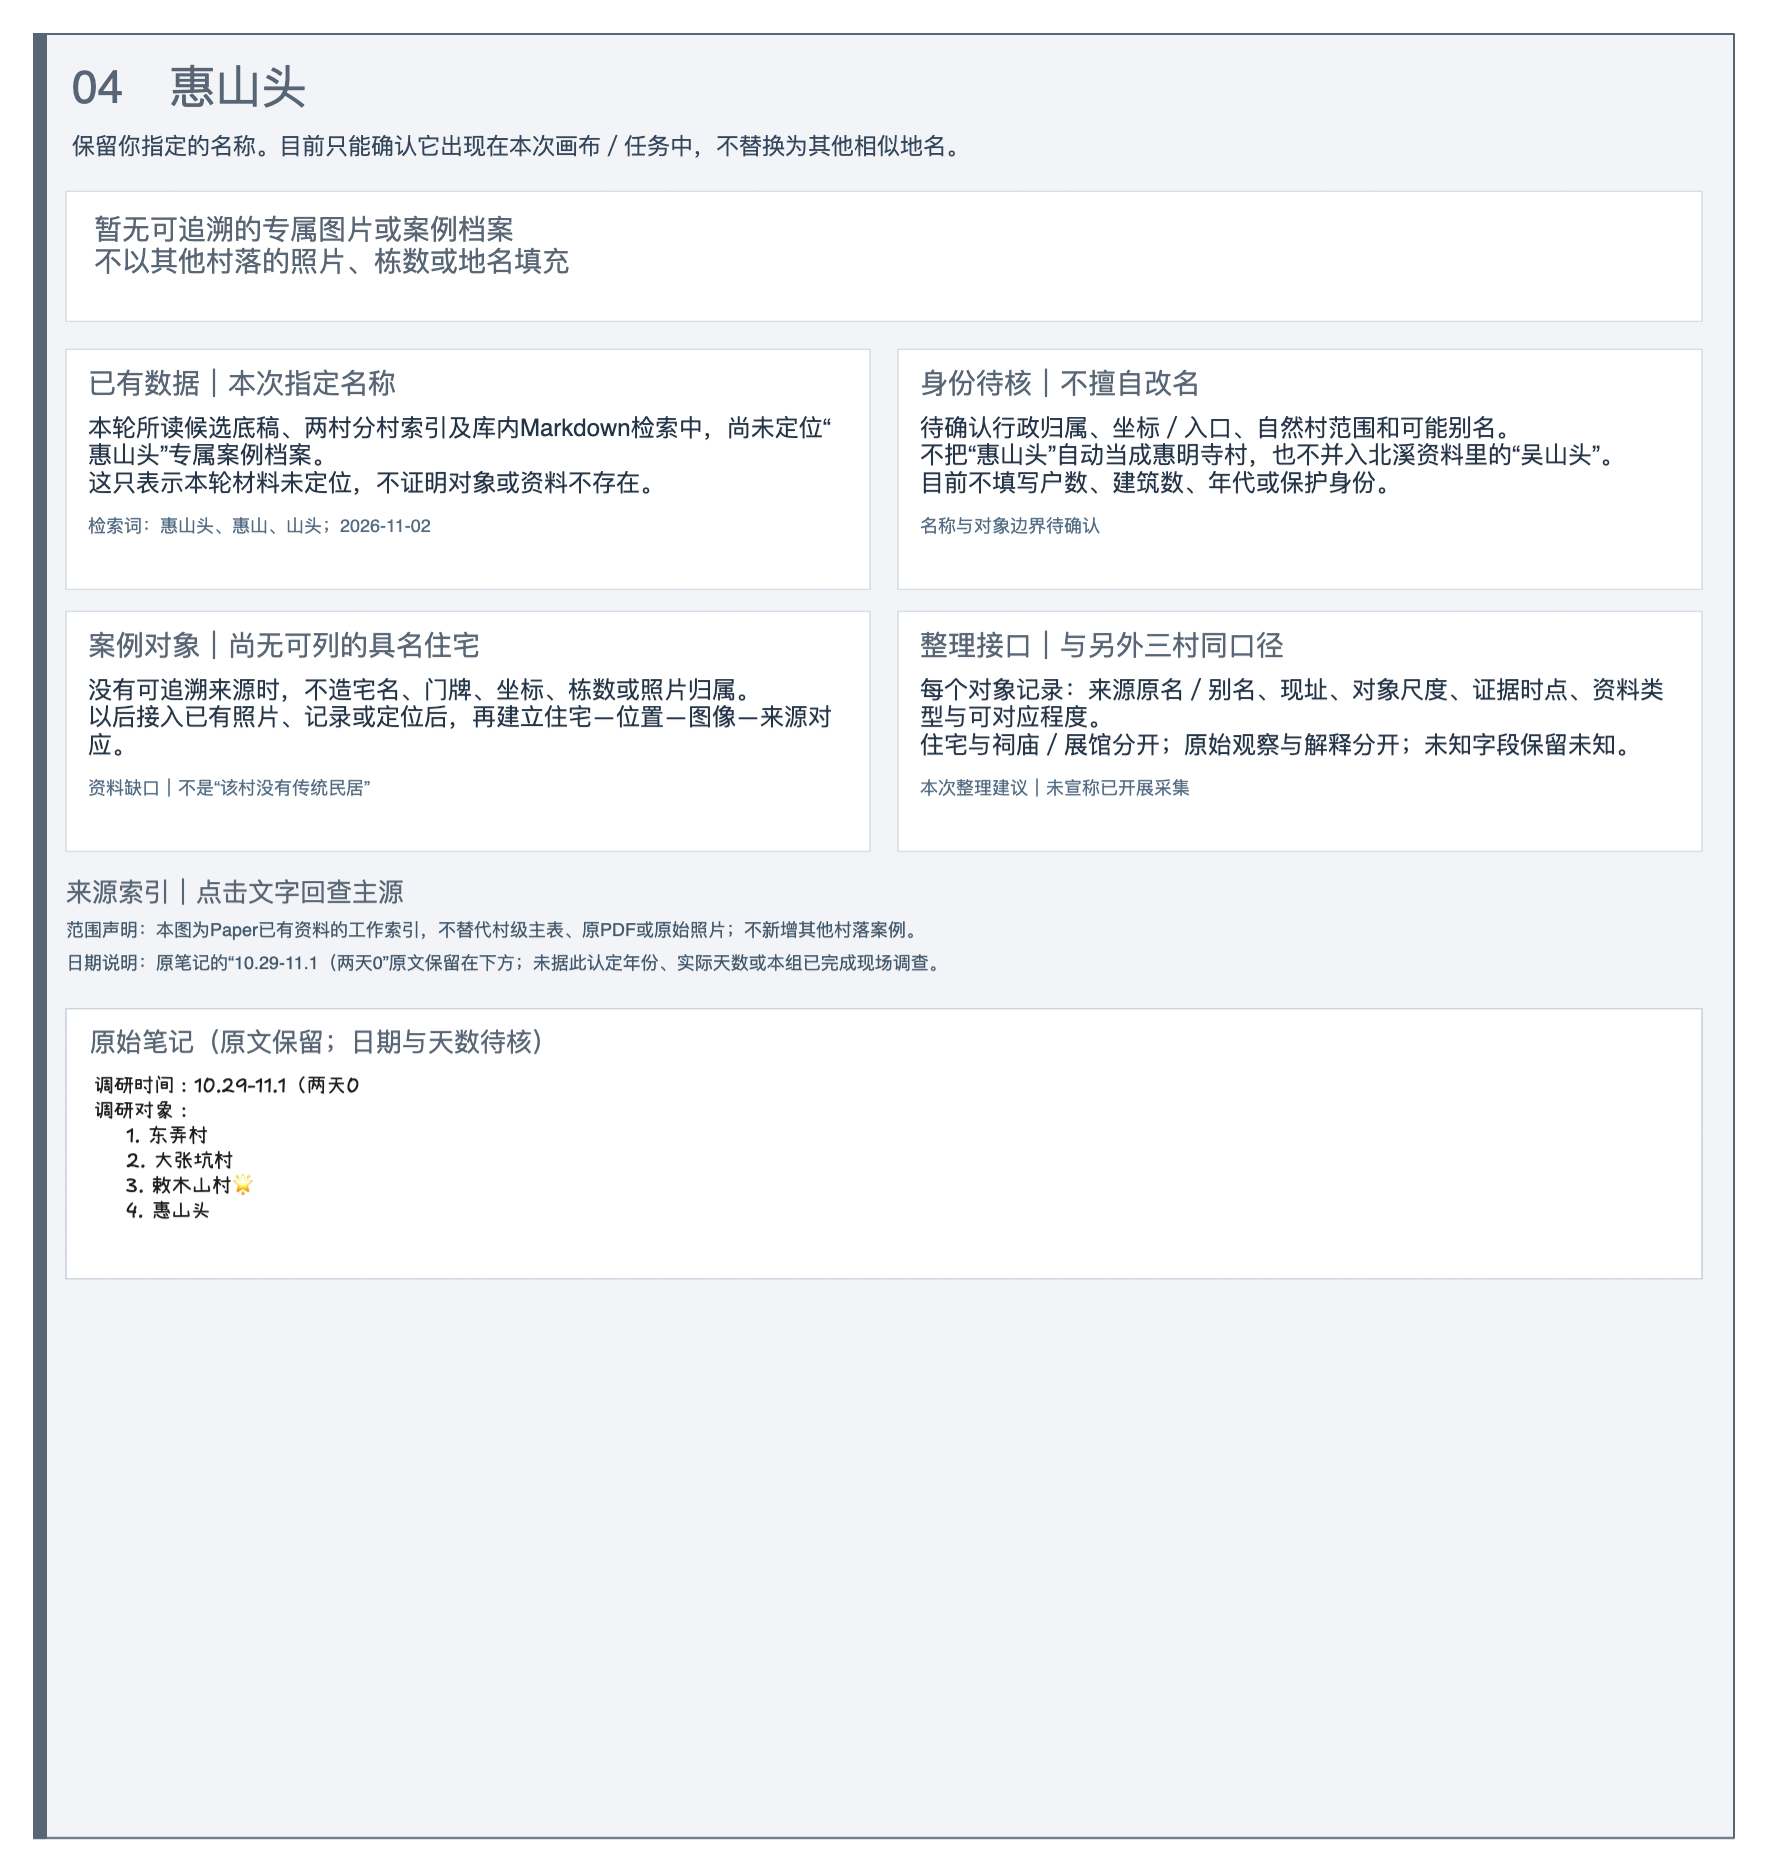 04 惠山头
保留你指定的名称。目前只能确认它出现在本次画布 / 任务中，不替换为其他相似地名。
暂无可追溯的专属图片或案例档案
不以其他村落的照片、栋数或地名填充
已有数据｜本次指定名称
本轮所读候选底稿、两村分村索引及库内Markdown检索中，尚未定位“
惠山头”专属案例档案。
这只表示本轮材料未定位，不证明对象或资料不存在。
检索词：惠山头、惠山、山头；2026-11-02
身份待核｜不擅自改名
待确认行政归属、坐标 / 入口、自然村范围和可能别名。
不把“惠山头”自动当成惠明寺村，也不并入北溪资料里的“吴山头”。
目前不填写户数、建筑数、年代或保护身份。
名称与对象边界待确认
案例对象｜尚无可列的具名住宅
没有可追溯来源时，不造宅名、门牌、坐标、栋数或照片归属。
以后接入已有照片、记录或定位后，再建立住宅—位置—图像—来源对
应。
资料缺口｜不是“该村没有传统民居”
整理接口｜与另外三村同口径
每个对象记录：来源原名 / 别名、现址、对象尺度、证据时点、资料类
型与可对应程度。
住宅与祠庙 / 展馆分开；原始观察与解释分开；未知字段保留未知。
本次整理建议｜未宣称已开展采集
来源索引｜点击文字回查主源
范围声明：本图为Paper已有资料的工作索引，不替代村级主表、原PDF或原始照片；不新增其他村落案例。
日期说明：原笔记的“10.29-11.1（两天0”原文保留在下方；未据此认定年份、实际天数或本组已完成现场调查。
原始笔记（原文保留；日期与天数待核）
调研时间：10.29-11.1（两天0
调研对象：
1. 东弄村
2. 大张坑村
3. 敕木山村🌟
4. 惠山头